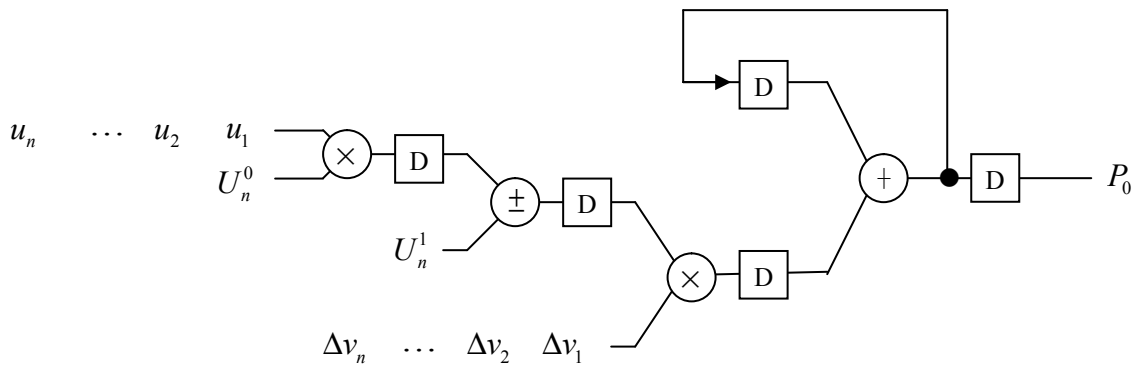 D
u_n … u_2 u_1
× D
+ D P_0
U_n^0
± D
U_n^1
× D
Δv_n … Δv_2 Δv_1